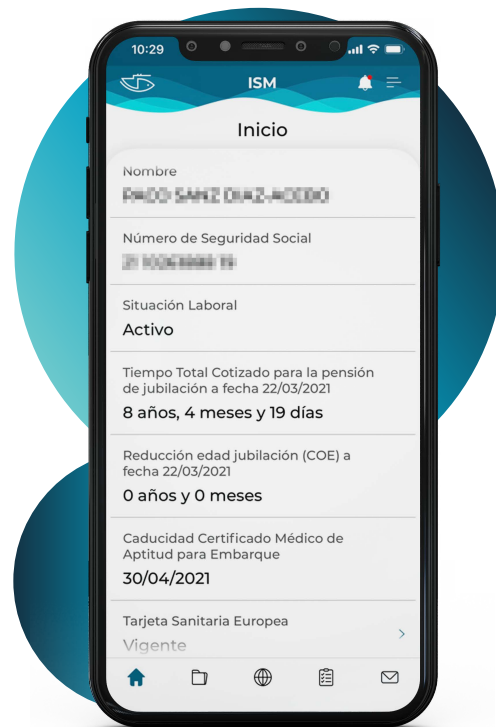 10:29
ISM
Inicio
Nombre
Número de Seguridad Social
Situación Laboral
Activo
Tiempo Total Cotizado para la pensión
de jubilación a fecha 22/03/2021
8 años, 4 meses y 19 días
Reducción edad jubilación (COE) a
fecha 22/03/2021
0 años y 0 meses
Caducidad Certificado Médico de
Aptitud para Embarque
30/04/2021
Tarjeta Sanitaria Europea
Vigente